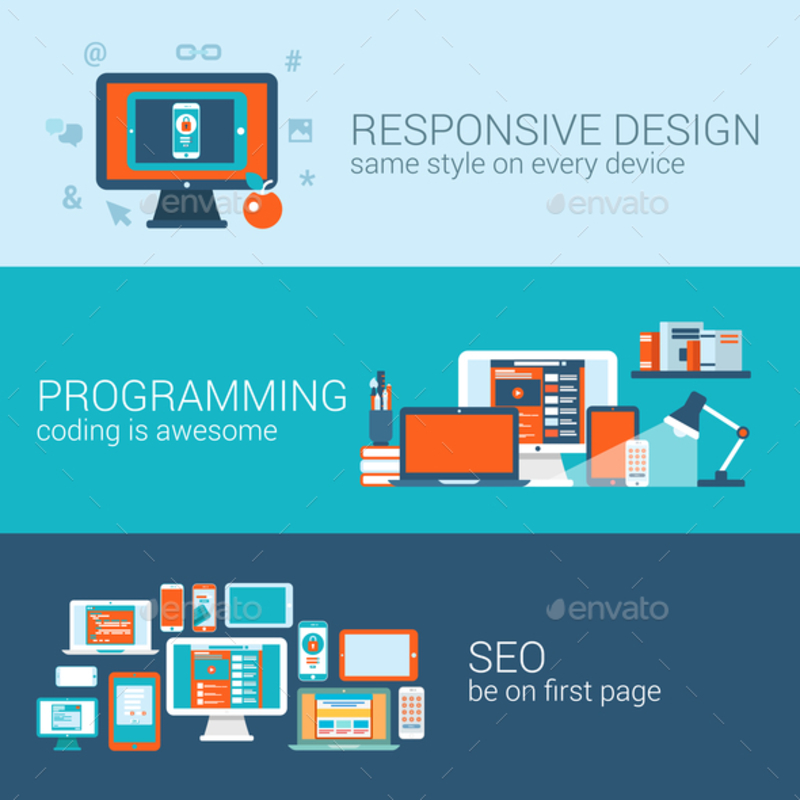 RESPONSIVE DESIGN
same style on every device
envato
envato
PROGRAMMING
coding is awesome
envato
envato
SEO
be on first page